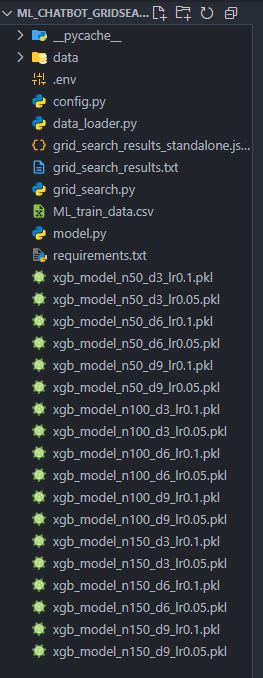 ML_CHATBOT_GRIDSEA...
__pycache__
data
.env
config.py
data_loader.py
grid_search_results_standalone.js...
grid_search_results.txt
grid_search.py
ML_train_data.csv
model.py
requirements.txt
xgb_model_n50_d3_lr0.1.pkl
xgb_model_n50_d3_lr0.05.pkl
xgb_model_n50_d6_lr0.1.pkl
xgb_model_n50_d6_lr0.05.pkl
xgb_model_n50_d9_lr0.1.pkl
xgb_model_n50_d9_lr0.05.pkl
xgb_model_n100_d3_lr0.1.pkl
xgb_model_n100_d3_lr0.05.pkl
xgb_model_n100_d6_lr0.1.pkl
xgb_model_n100_d6_lr0.05.pkl
xgb_model_n100_d9_lr0.1.pkl
xgb_model_n100_d9_lr0.05.pkl
xgb_model_n150_d3_lr0.1.pkl
xgb_model_n150_d3_lr0.05.pkl
xgb_model_n150_d6_lr0.1.pkl
xgb_model_n150_d6_lr0.05.pkl
xgb_model_n150_d9_lr0.1.pkl
xgb_model_n150_d9_lr0.05.pkl